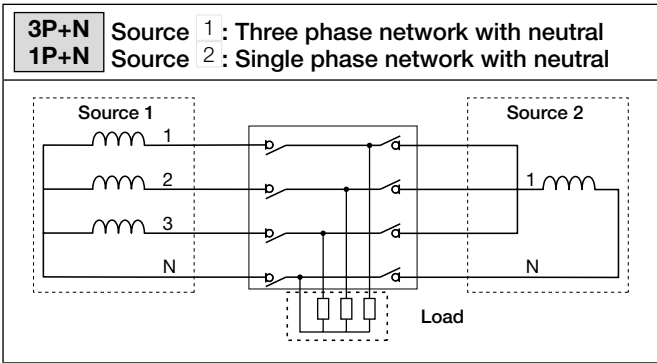 3P+N Source 1: Three phase network with neutral
1P+N Source 2: Single phase network with neutral
Source 1
Source 2
1
2
1
3
N
N
Load